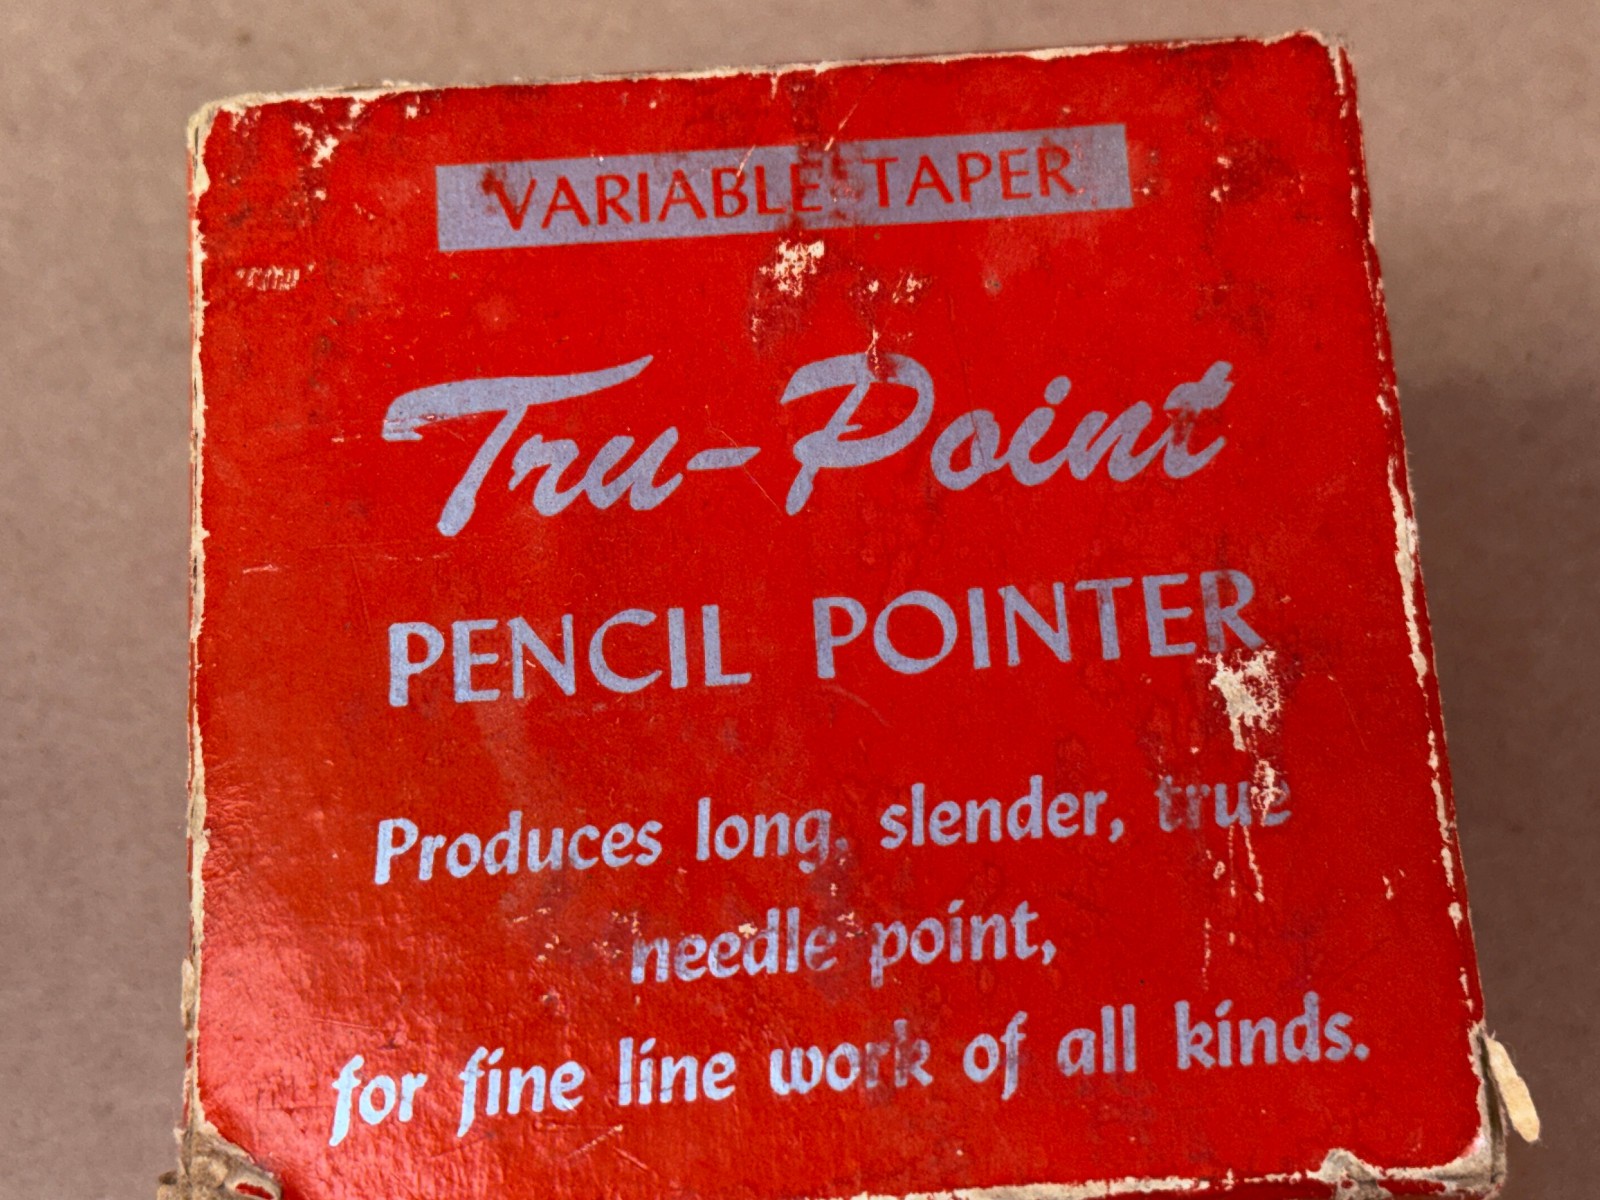 VARIABLE TAPER
Tru-Point
PENCIL POINTER
Produces long, slender, true
needle point,
for fine line work of all kinds.